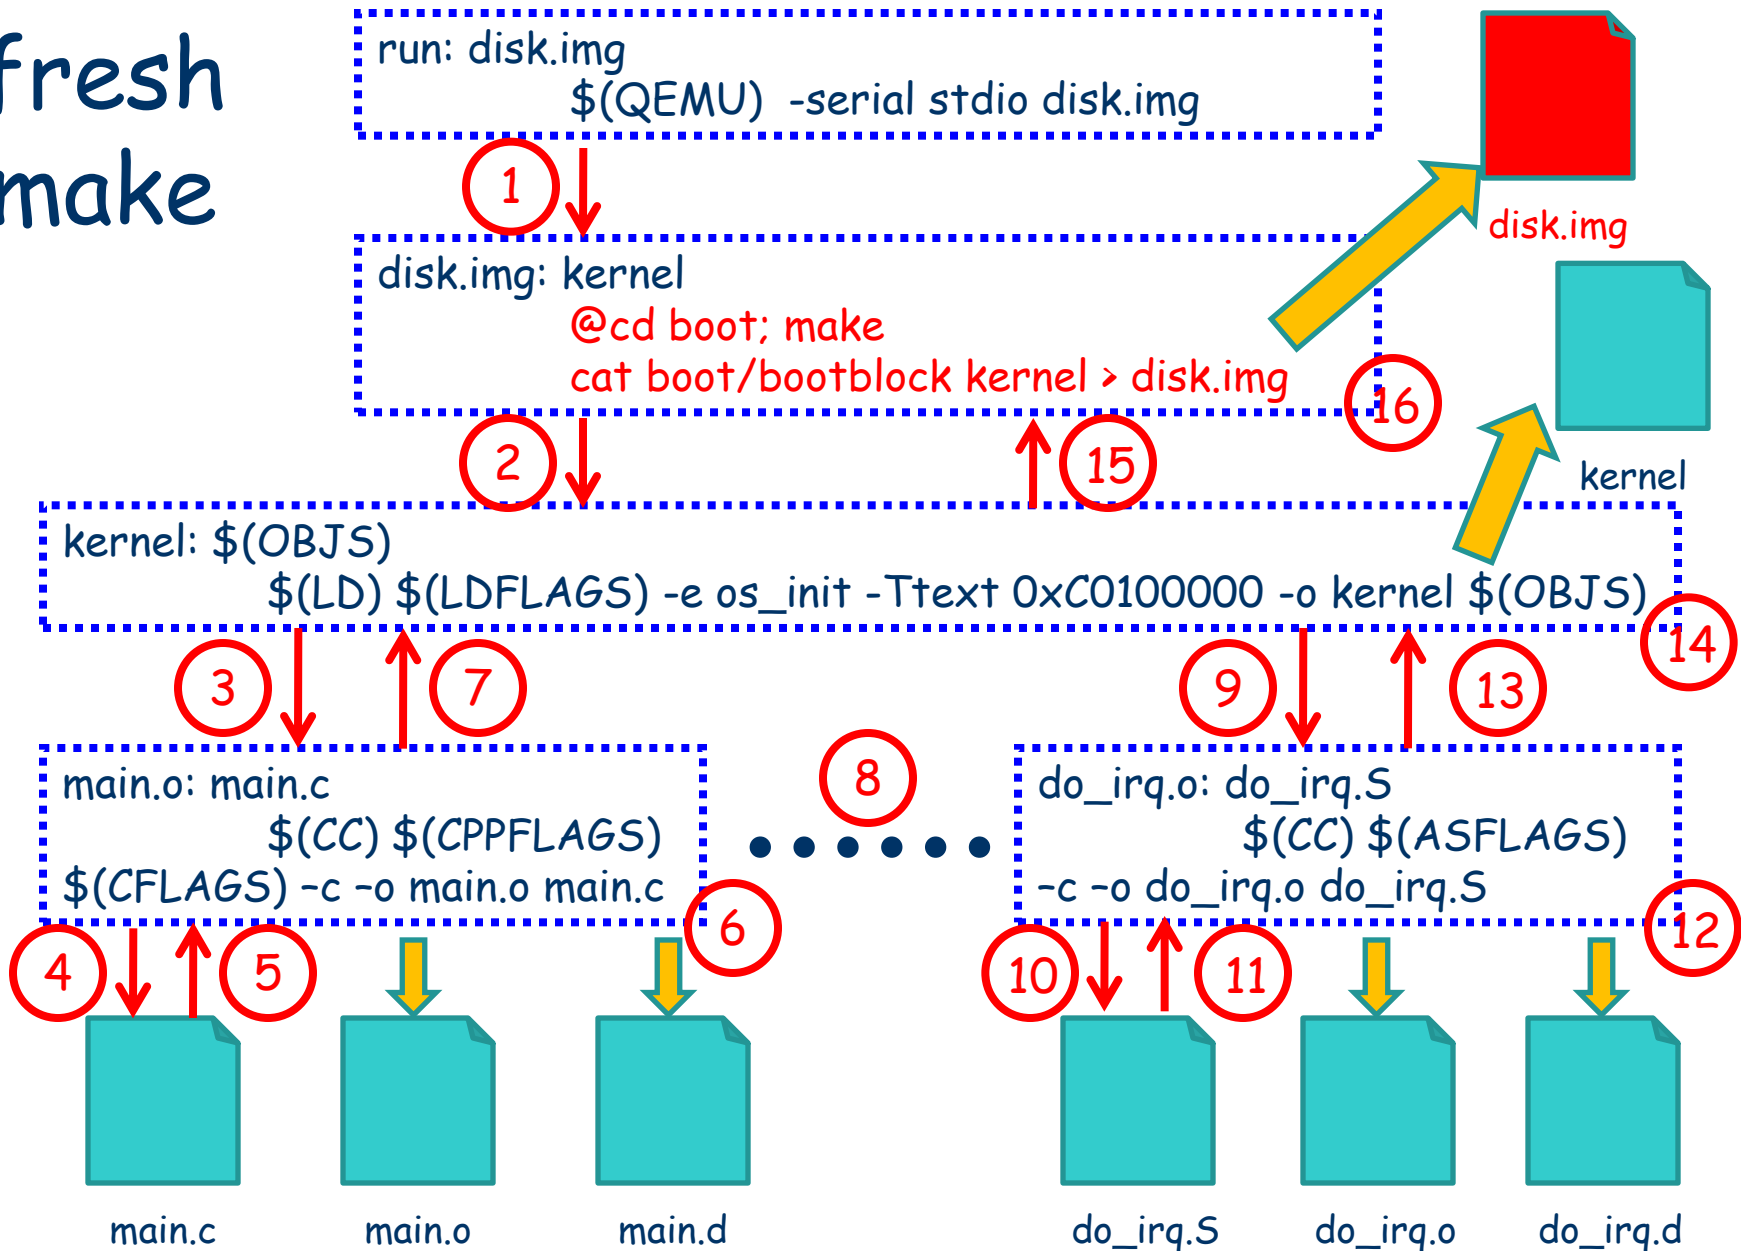 fresh
make
run: disk.img
$(QEMU) -serial stdio disk.img
1
disk.img
disk.img: kernel
@cd boot; make
cat boot/bootblock kernel > disk.img
16
2
15
kernel
kernel: $(OBJS)
$(LD) $(LDFLAGS) -e os_init -Ttext 0xC0100000 -o kernel $(OBJS)
14
3
7
9
13
8
main.o: main.c
$(CC) $(CPPFLAGS)
$(CFLAGS) –c –o main.o main.c
6
do_irq.o: do_irq.S
$(CC) $(ASFLAGS)
–c –o do_irq.o do_irq.S
12
4
5
10
11
main.c
main.o
main.d
do_irq.S
do_irq.o
do_irq.d